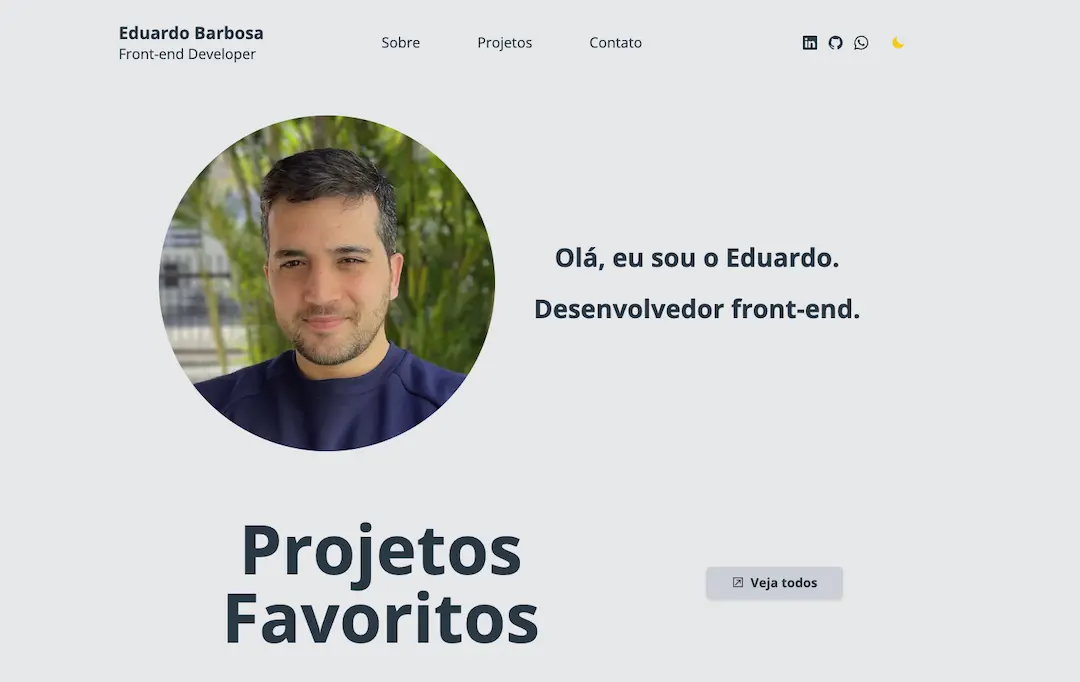 Eduardo Barbosa
Front-end Developer
Sobre
Projetos
Contato
Olá, eu sou o Eduardo.
Desenvolvedor front-end.
Projetos
Favoritos
Veja todos